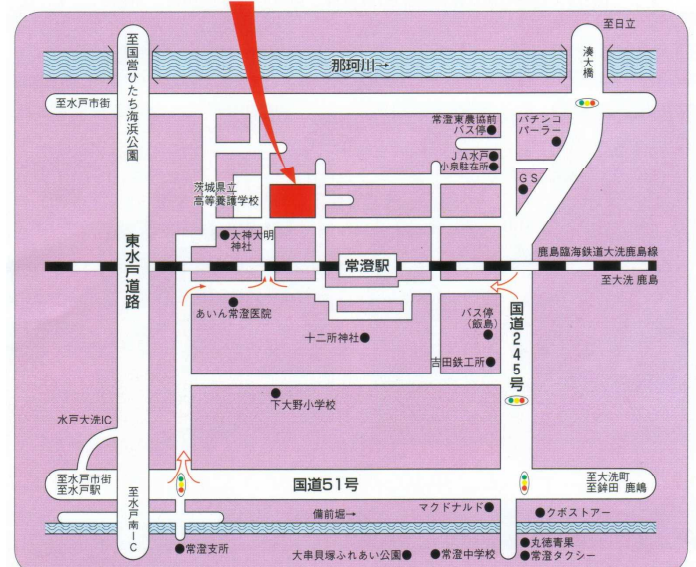 至日立
至国営ひたち海浜公園
那珂川→
湊大橋
至水戸市街
常澄東農協前
バス停
パチンコ
パーラー
JA水戸
小泉駐在所
GS
茨城県立
高等養護学校
大神大明
神社
東水戸道路
常澄駅
鹿島臨海鉄道大洗鹿島線
至大洗 鹿島
あいん常澄医院
バス停
(飯島)
国道245号
十二所神社
吉田鉄工所
下大野小学校
水戸大洗IC
至水戸市街
至水戸駅
国道51号
至大洗町
至鉾田 鹿嶋
至水戸南IC
備前堀→
マクドナルド
クボストアー
常澄支所
大串貝塚ふれあい公園
常澄中学校
丸徳青果
常澄タクシー